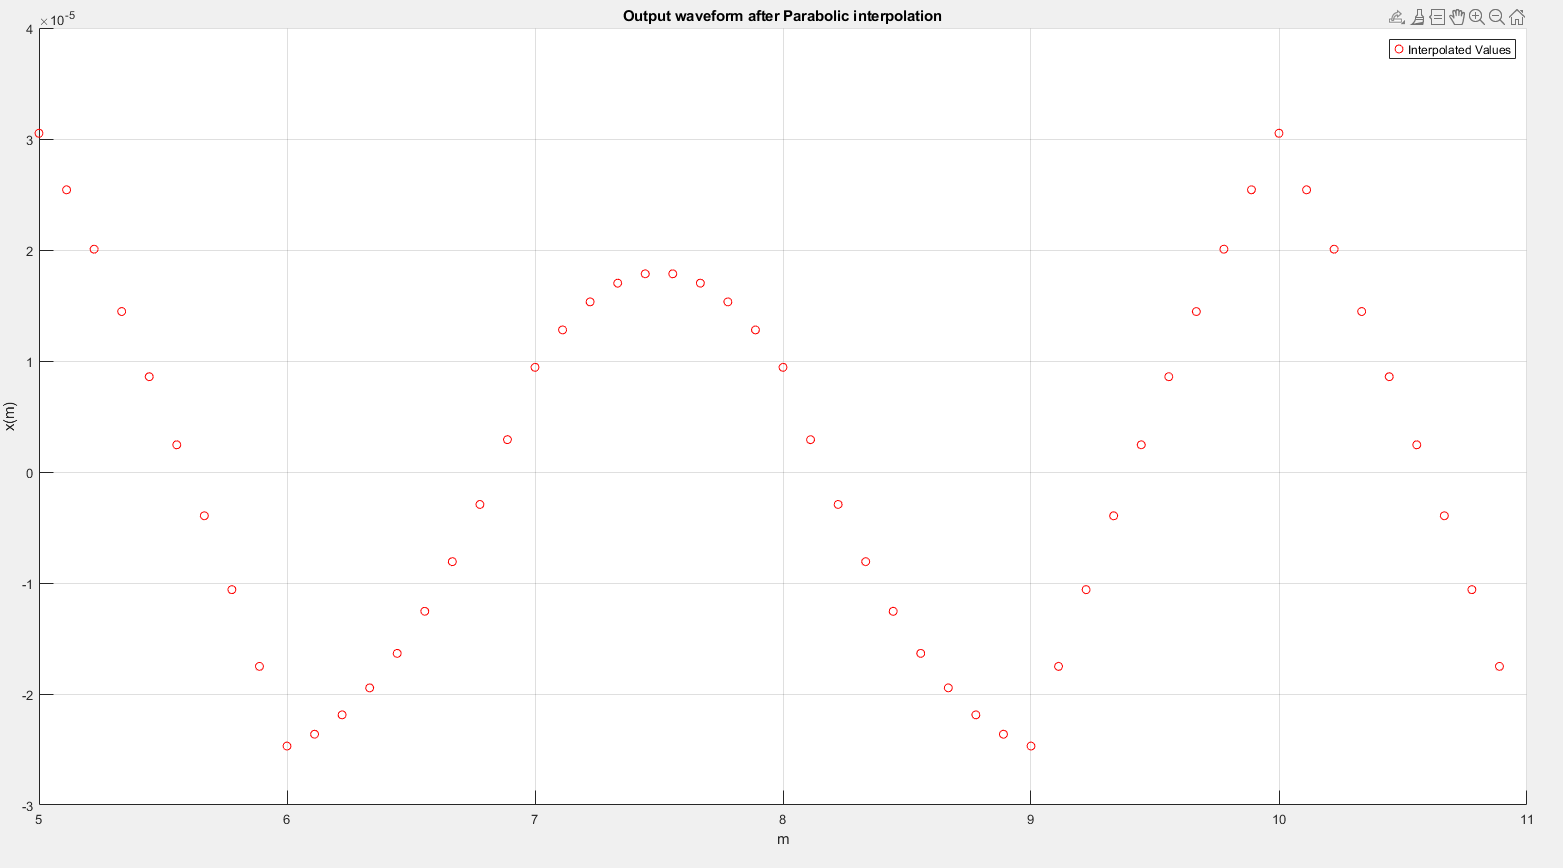 ×10⁻⁵
Output waveform after Parabolic interpolation
Interpolated Values
4
3
2
1
0
-1
-2
-3
x(m)
5 6 7 8 9 10 11
m